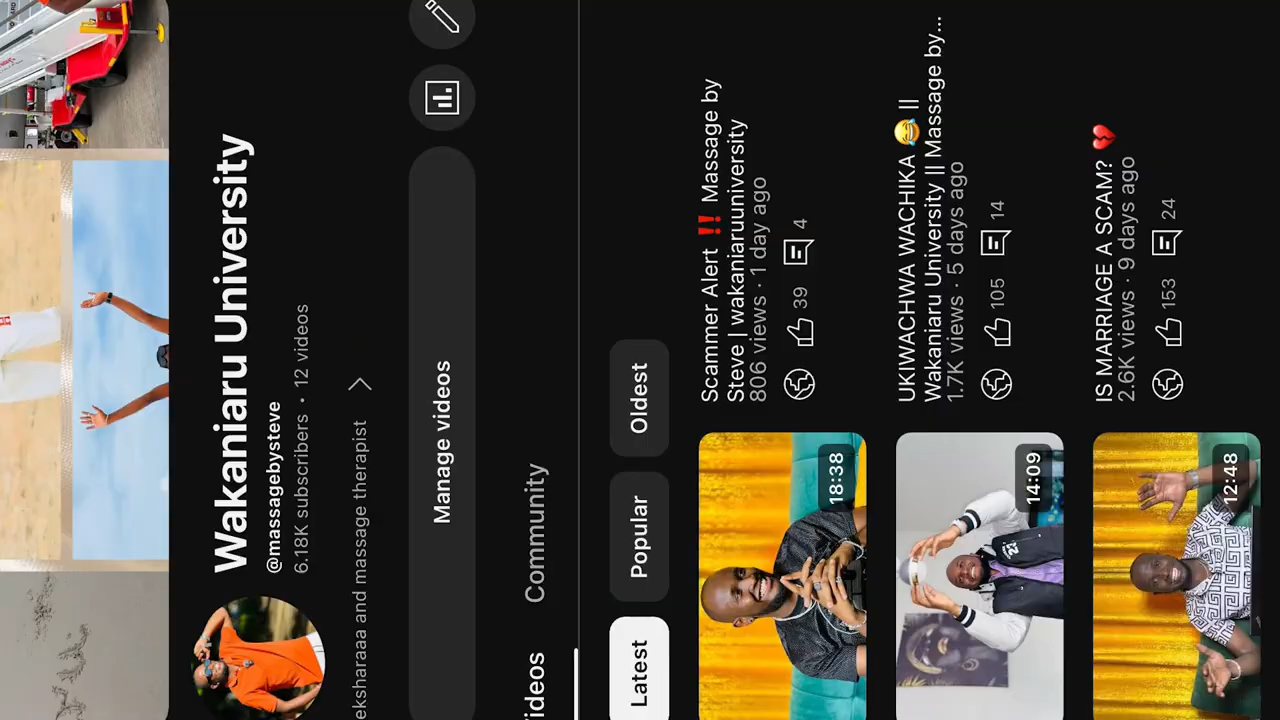 Wakaniaru University
@massagebysteve
6.18K subscribers • 12 videos
eksharaaa and massage therapist
Manage videos
ideos
Community
Latest
Popular
Oldest
18:38
Scammer Alert ‼️ Massage by
Steve | wakaniaruuniversity
806 views · 1 day ago
39
4
14:09
UKIWACHWA WACHIKA 😂 ||
Wakaniaru University || Massage by...
1.7K views · 5 days ago
105
14
12:48
IS MARRIAGE A SCAM? 💔
2.6K views · 9 days ago
153
24